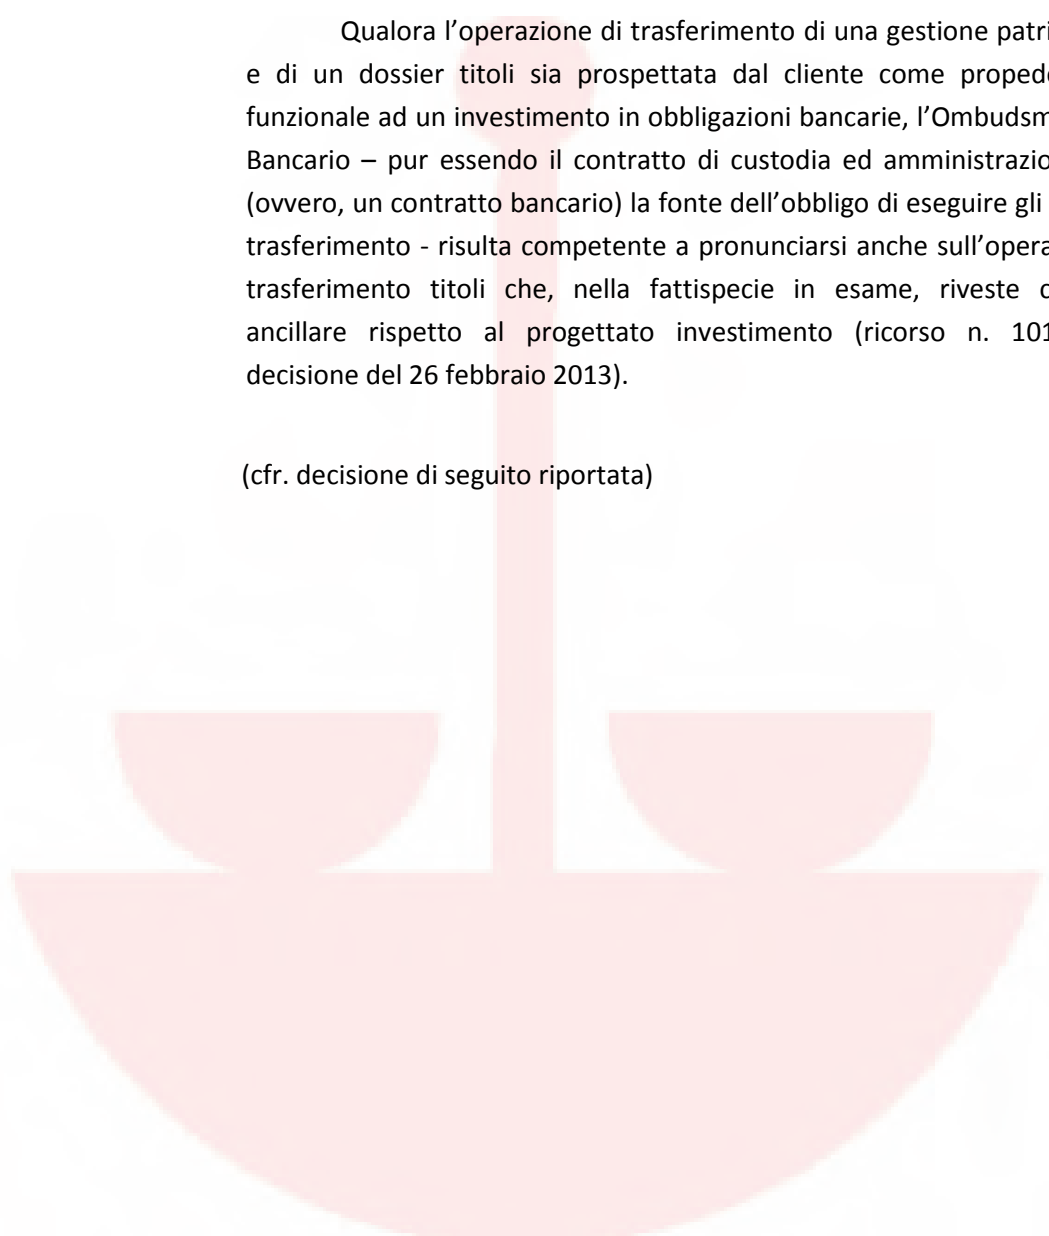 Qualora l’operazione di trasferimento di una gestione patri
e di un dossier titoli sia prospettata dal cliente come proped
funzionale ad un investimento in obbligazioni bancarie, l’Ombudsm
Bancario – pur essendo il contratto di custodia ed amministrazio
(ovvero, un contratto bancario) la fonte dell’obbligo di eseguire gli
trasferimento - risulta competente a pronunciarsi anche sull’opera
trasferimento titoli che, nella fattispecie in esame, riveste c
ancillare rispetto al progettato investimento (ricorso n. 101
decisione del 26 febbraio 2013).
(cfr. decisione di seguito riportata)